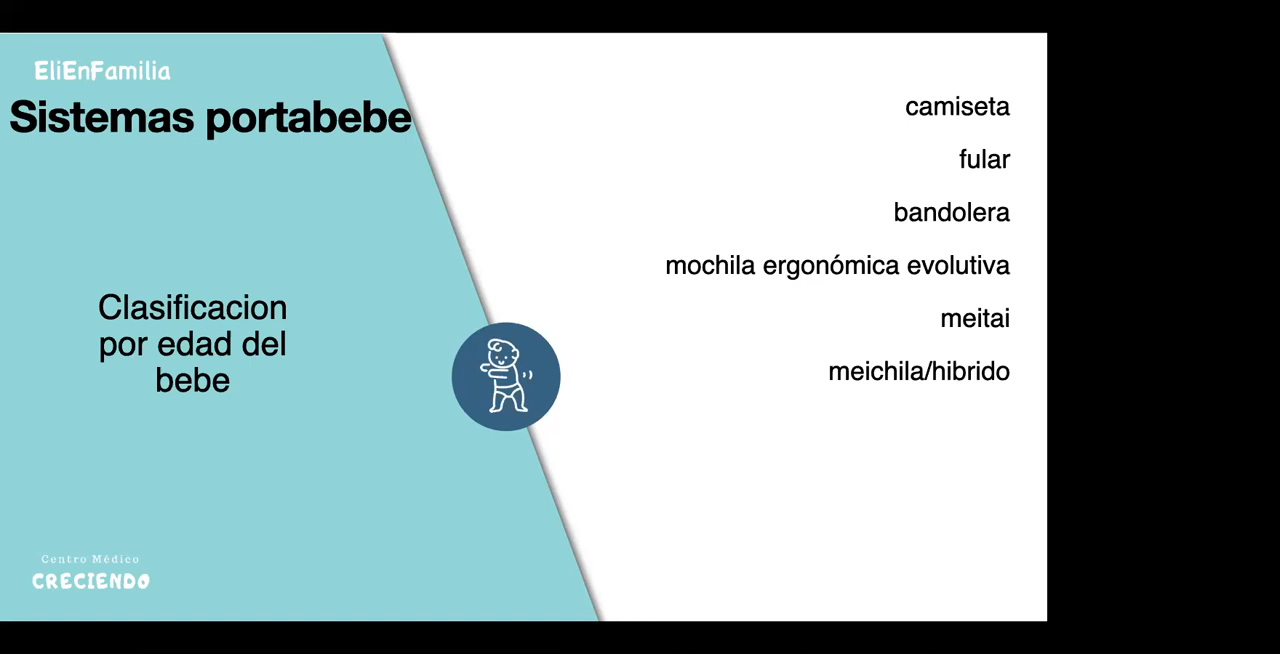 EliEnFamilia
Sistemas portabebe
Clasificacion
por edad del
bebe
Centro Médico
CRECIENDO
camiseta
fular
bandolera
mochila ergonómica evolutiva
meitai
meichila/hibrido